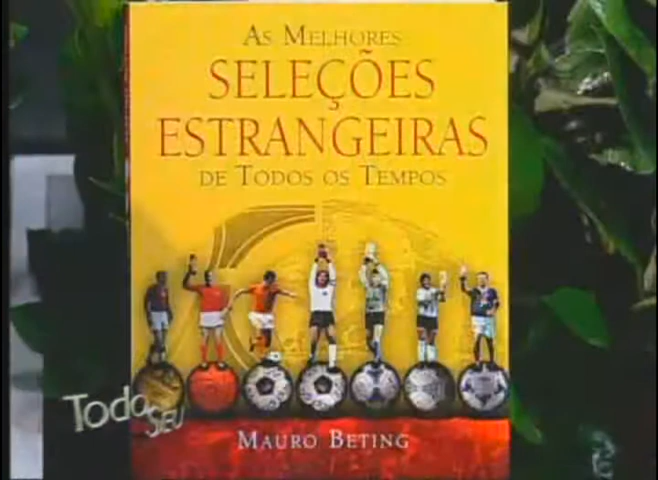 As Melhores
Seleções
Estrangeiras
de Todos os Tempos
Mauro Beting
Todo
Seu